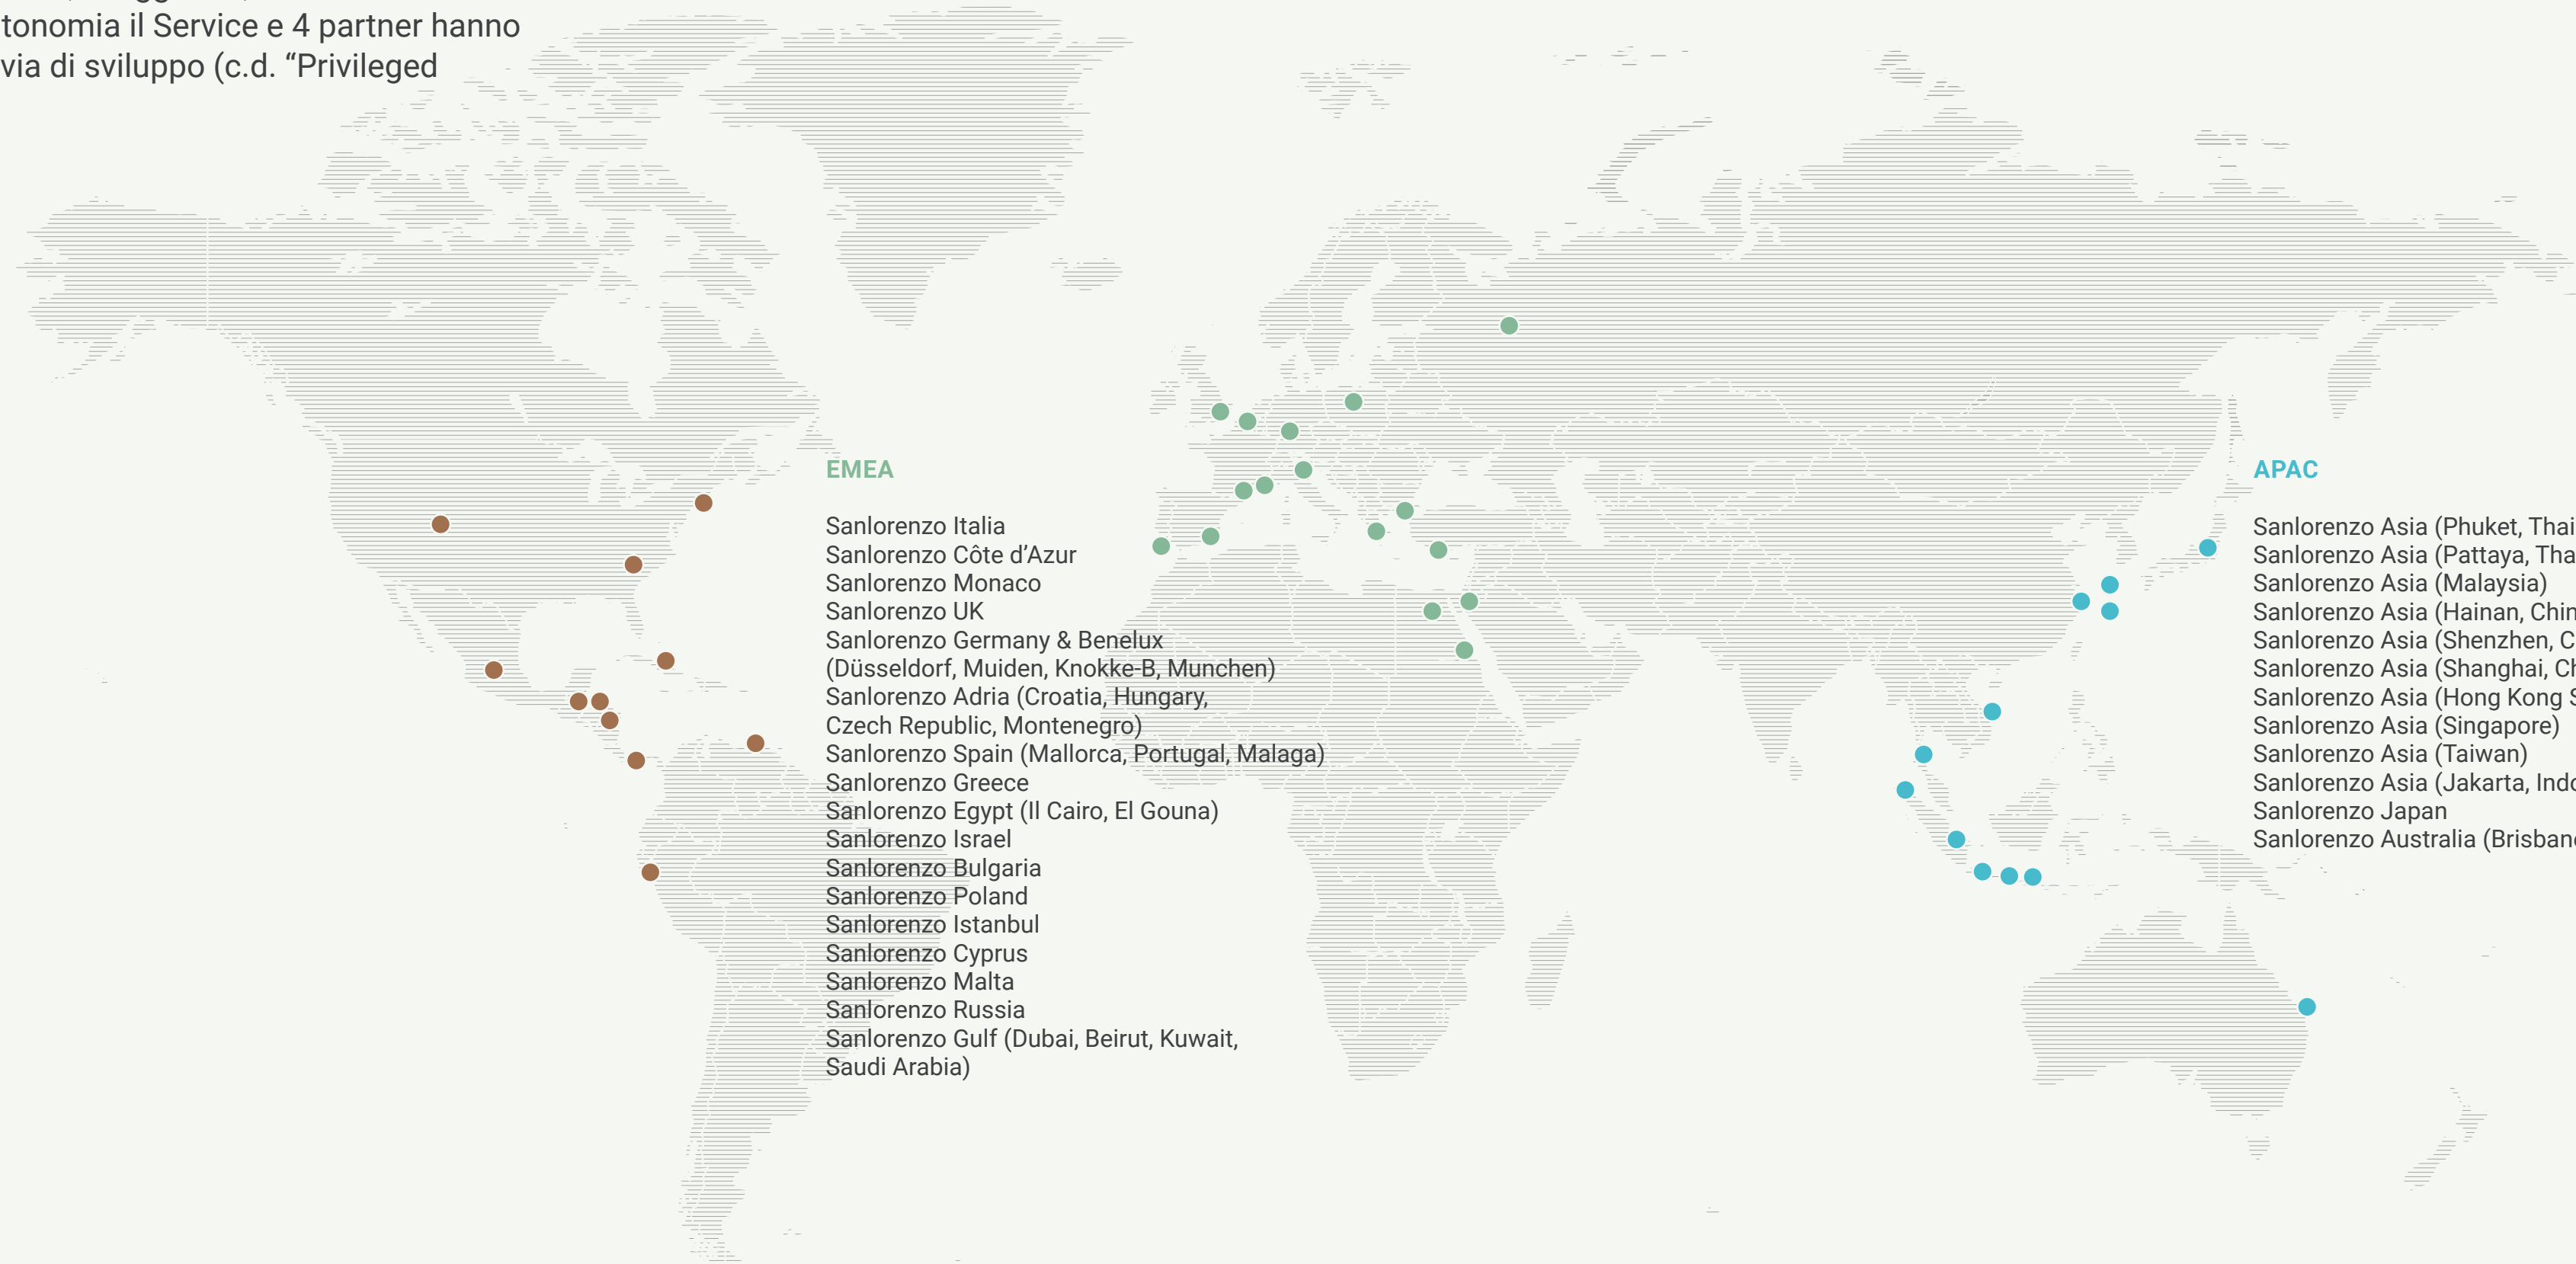 tonomia il Service e 4 partner hanno
via di sviluppo (c.d. “Privileged
EMEA
Sanlorenzo Italia
Sanlorenzo Côte d’Azur
Sanlorenzo Monaco
Sanlorenzo UK
Sanlorenzo Germany & Benelux
(Düsseldorf, Muiden, Knokke-B, Munchen)
Sanlorenzo Adria (Croatia, Hungary,
Czech Republic, Montenegro)
Sanlorenzo Spain (Mallorca, Portugal, Malaga)
Sanlorenzo Greece
Sanlorenzo Egypt (Il Cairo, El Gouna)
Sanlorenzo Israel
Sanlorenzo Bulgaria
Sanlorenzo Poland
Sanlorenzo Istanbul
Sanlorenzo Cyprus
Sanlorenzo Malta
Sanlorenzo Russia
Sanlorenzo Gulf (Dubai, Beirut, Kuwait,
Saudi Arabia)
APAC
Sanlorenzo Asia (Phuket, Thai
Sanlorenzo Asia (Pattaya, Tha
Sanlorenzo Asia (Malaysia)
Sanlorenzo Asia (Hainan, Chin
Sanlorenzo Asia (Shenzhen, C
Sanlorenzo Asia (Shanghai, Ch
Sanlorenzo Asia (Hong Kong S
Sanlorenzo Asia (Singapore)
Sanlorenzo Asia (Taiwan)
Sanlorenzo Asia (Jakarta, Indo
Sanlorenzo Japan
Sanlorenzo Australia (Brisban